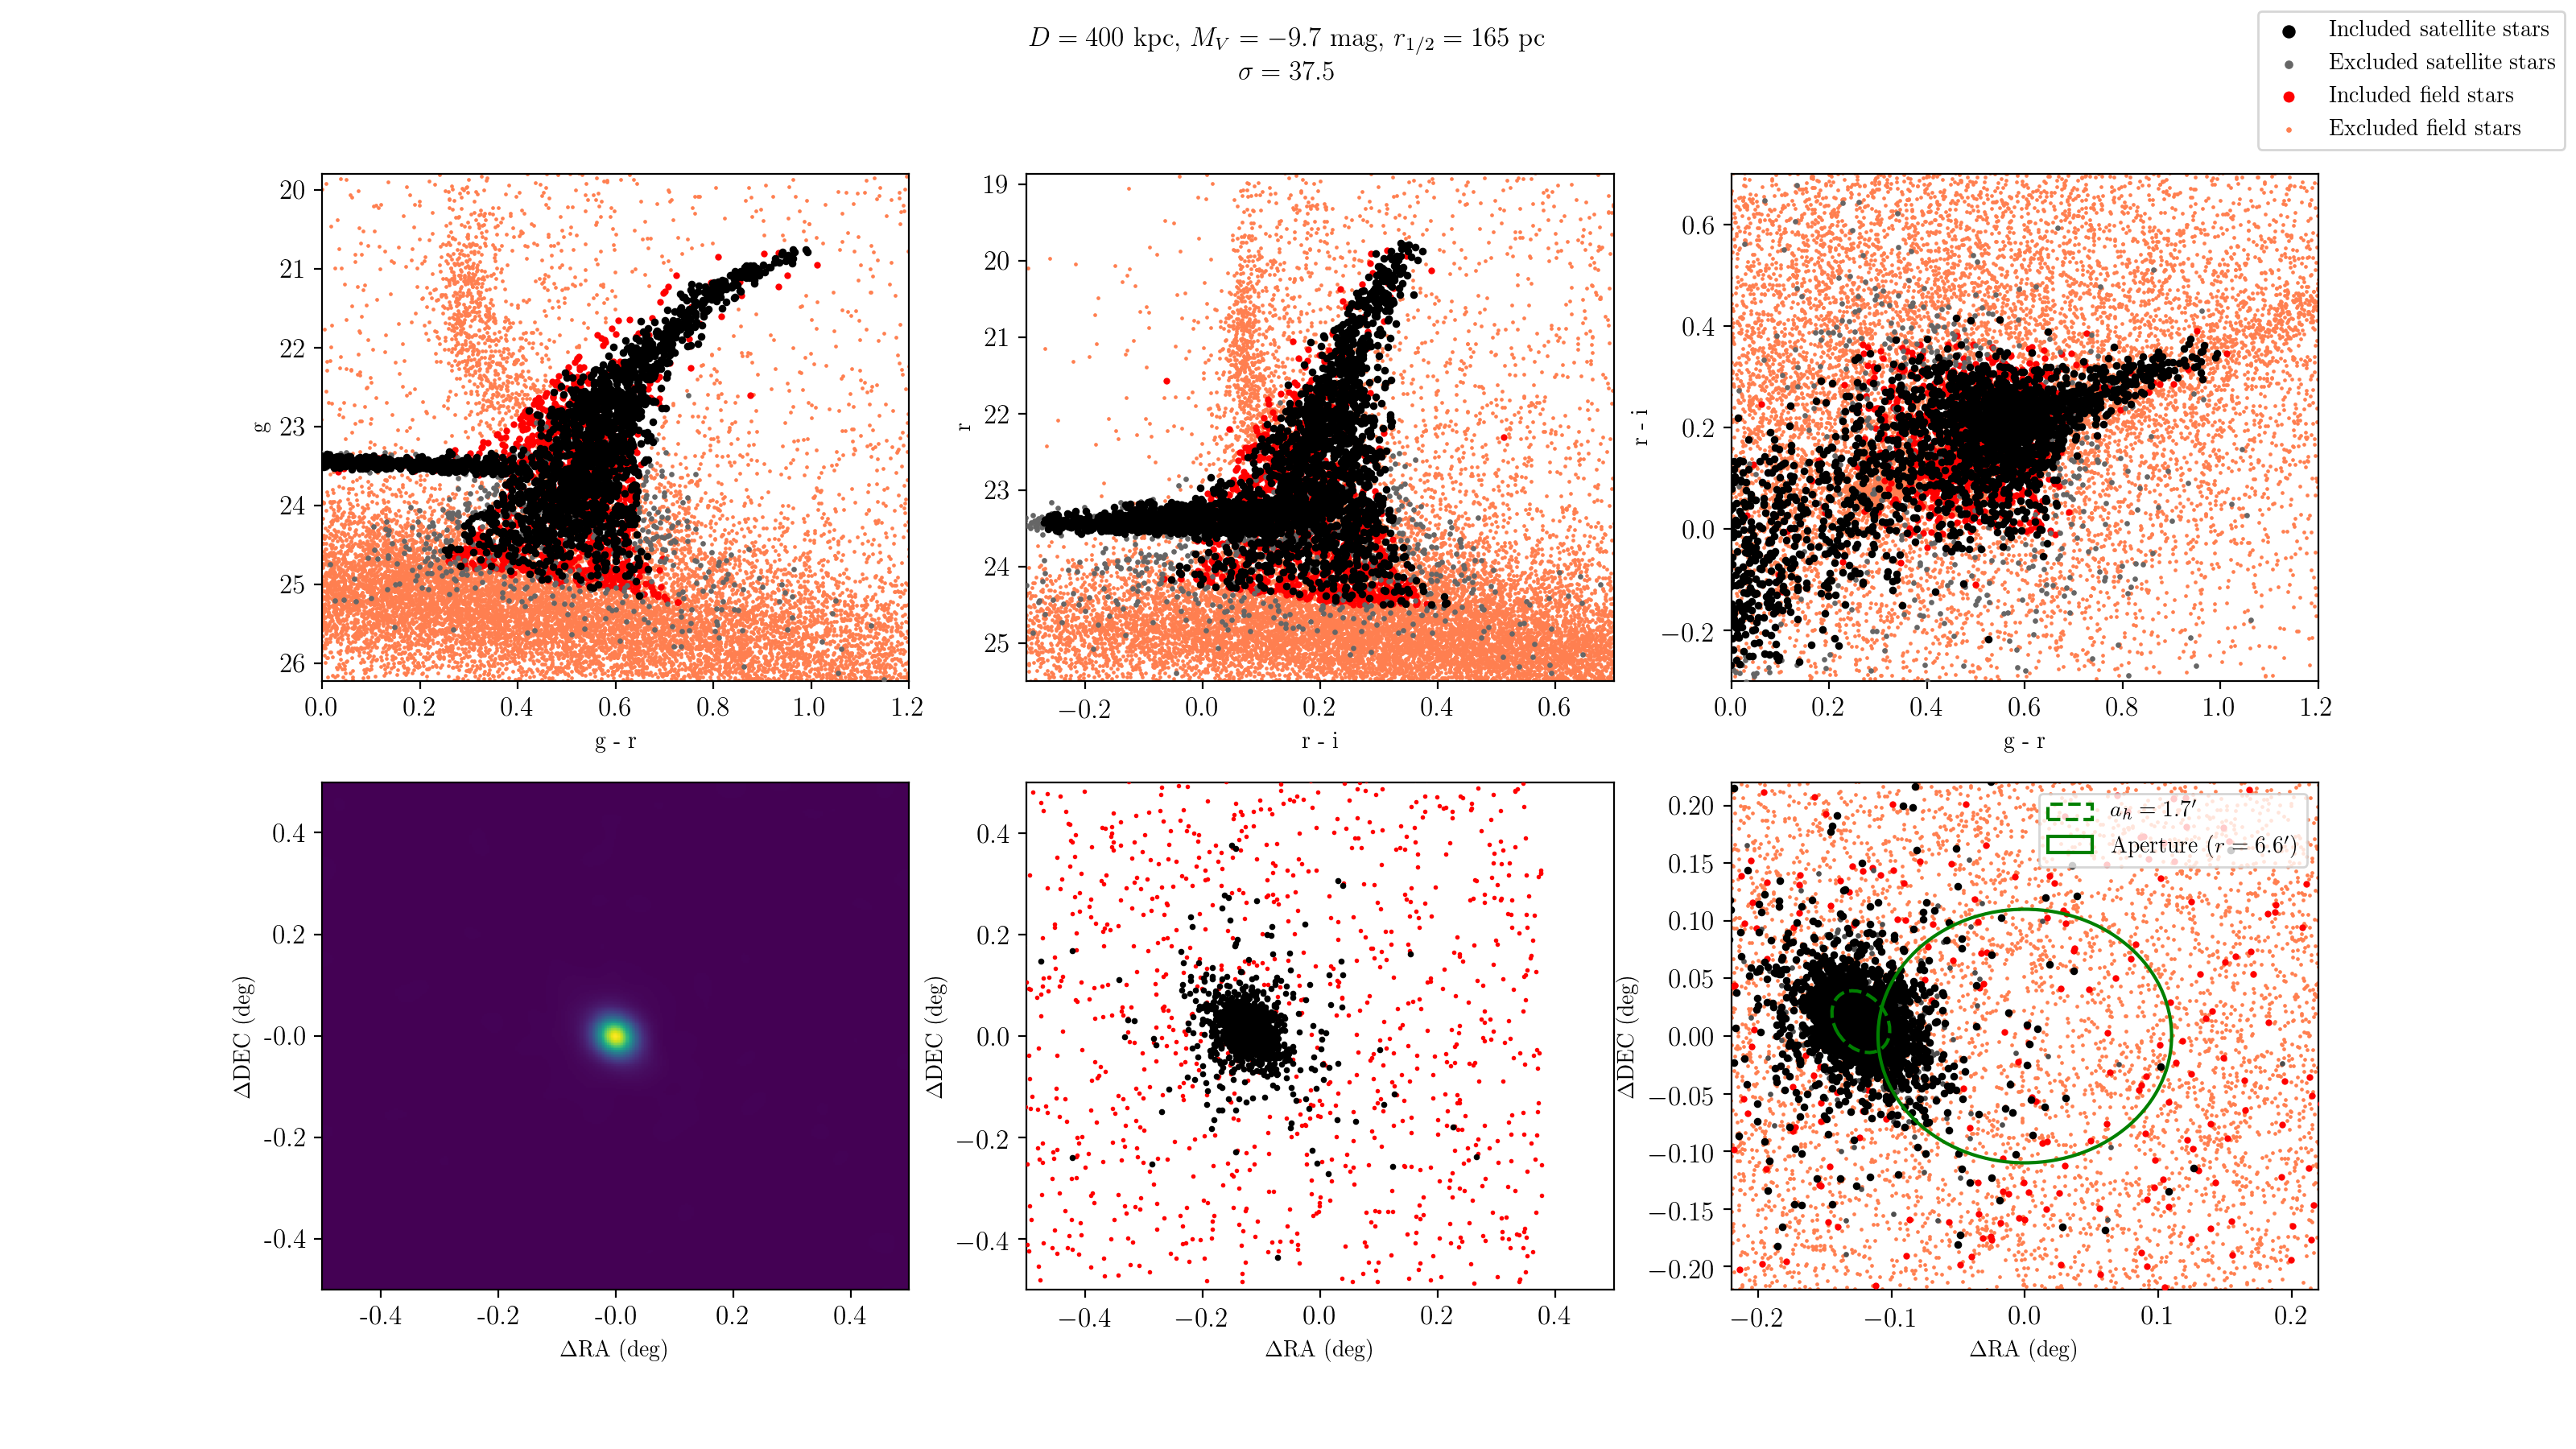 D = 400 kpc, M_V = −9.7 mag, r_{1/2} = 165 pc
σ = 37.5
Included satellite stars
Excluded satellite stars
Included field stars
Excluded field stars
20
21
22
23
24
25
26
g
0.0 0.2 0.4 0.6 0.8 1.0 1.2
g - r
19
20
21
22
23
24
25
r
−0.2 0.0 0.2 0.4 0.6
r - i
0.6
0.4
0.2
0.0
−0.2
r - i
0.0 0.2 0.4 0.6 0.8 1.0 1.2
g - r
0.4
0.2
-0.0
-0.2
-0.4
ΔDEC (deg)
-0.4 -0.2 -0.0 0.2 0.4
ΔRA (deg)
0.4
0.2
0.0
−0.2
−0.4
ΔDEC (deg)
−0.4 −0.2 0.0 0.2 0.4
ΔRA (deg)
a_h = 1.7′
Aperture (r = 6.6′)
0.20
0.15
0.10
0.05
0.00
−0.05
−0.10
−0.15
−0.20
ΔDEC (deg)
−0.2 −0.1 0.0 0.1 0.2
ΔRA (deg)